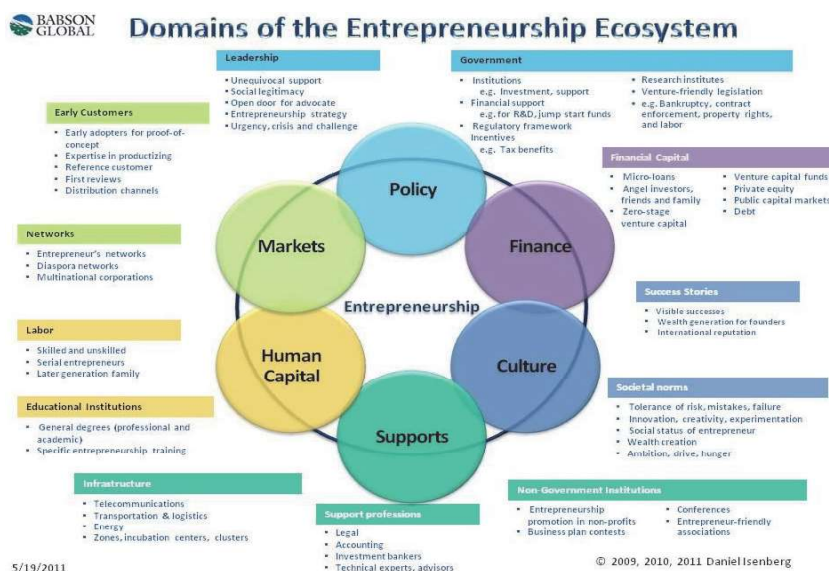 BABSON
GLOBAL
Domains of the Entrepreneurship Ecosystem
Leadership
• Unequivocal support
• Social legitimacy
• Open door for advocate
• Entrepreneurship strategy
• Urgency, crisis and challenge
Government
• Institutions
e.g. Investment, support
• Financial support
e.g. for R&D, jump start funds
• Regulatory framework
Incentives
e.g. Tax benefits
• Research institutes
• Venture-friendly legislation
• e.g. Bankruptcy, contract
enforcement, property rights,
and labor
Early Customers
• Early adopters for proof-of-
concept
• Expertise in productizing
• Reference customer
• First reviews
• Distribution channels
Financial Capital
• Micro-loans
• Angel investors,
friends and family
• Zero-stage
venture capital
• Venture capital funds
• Private equity
• Public capital markets
• Debt
Networks
• Entrepreneur's networks
• Diaspora networks
• Multinational corporations
Policy
Markets
Finance
Entrepreneurship
Human
Capital
Culture
Supports
Success Stories
• Visible successes
• Wealth generation for founders
• International reputation
Labor
• Skilled and unskilled
• Serial entrepreneurs
• Later generation family
Societal norms
• Tolerance of risk, mistakes, failure
• Innovation, creativity, experimentation
• Social status of entrepreneur
• Wealth creation
• Ambition, drive, hunger
Educational Institutions
• General degrees (professional and
academic)
• Specific entrepreneurship training
Infrastructure
• Telecommunications
• Transportation & logistics
• Energy
• Zones, incubation centers, clusters
Support professions
• Legal
• Accounting
• Investment bankers
• Technical experts, advisors
Non-Government Institutions
• Entrepreneurship
promotion in non-profits
• Business plan contests
• Conferences
• Entrepreneur-friendly
associations
5/19/2011
© 2009, 2010, 2011 Daniel Isenberg